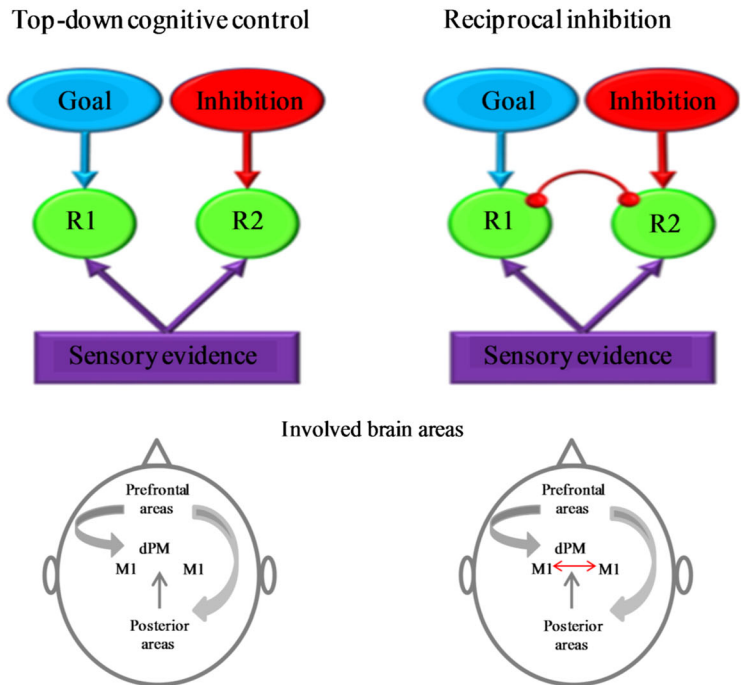 Top-down cognitive control
Reciprocal inhibition
Goal
Inhibition
Goal
Inhibition
R1
R2
R1
R2
Sensory evidence
Sensory evidence
Involved brain areas
Prefrontal
areas
dPM
M1
M1
Posterior
areas
Prefrontal
areas
dPM
M1
M1
Posterior
areas